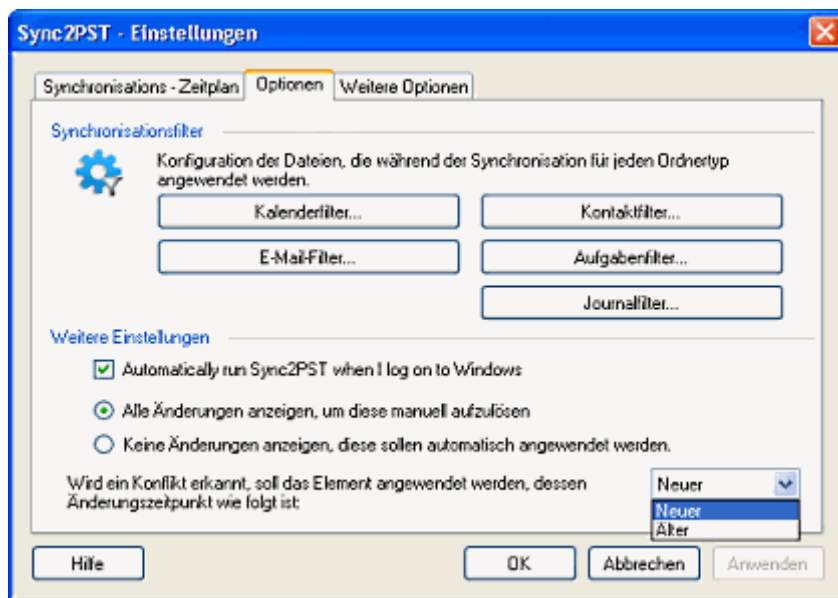 Sync2PST - Einstellungen
Synchronisations - Zeitplan Optionen Weitere Optionen
Synchronisationsfilter
Konfiguration der Dateien, die während der Synchronisation für jeden Ordnertyp
angewendet werden.
Kalenderfilter... Kontaktfilter...
E-Mail-Filter... Aufgabenfilter...
Journalfilter...
Weitere Einstellungen
Automatically run Sync2PST when I log on to Windows
Alle Änderungen anzeigen, um diese manuell aufzulösen
Keine Änderungen anzeigen, diese sollen automatisch angewendet werden.
Wird ein Konflikt erkannt, soll das Element angewendet werden, dessen
Änderungszeitpunkt wie folgt ist:
Neuer
Neuer
Älter
Hilfe OK Abbrechen Anwenden